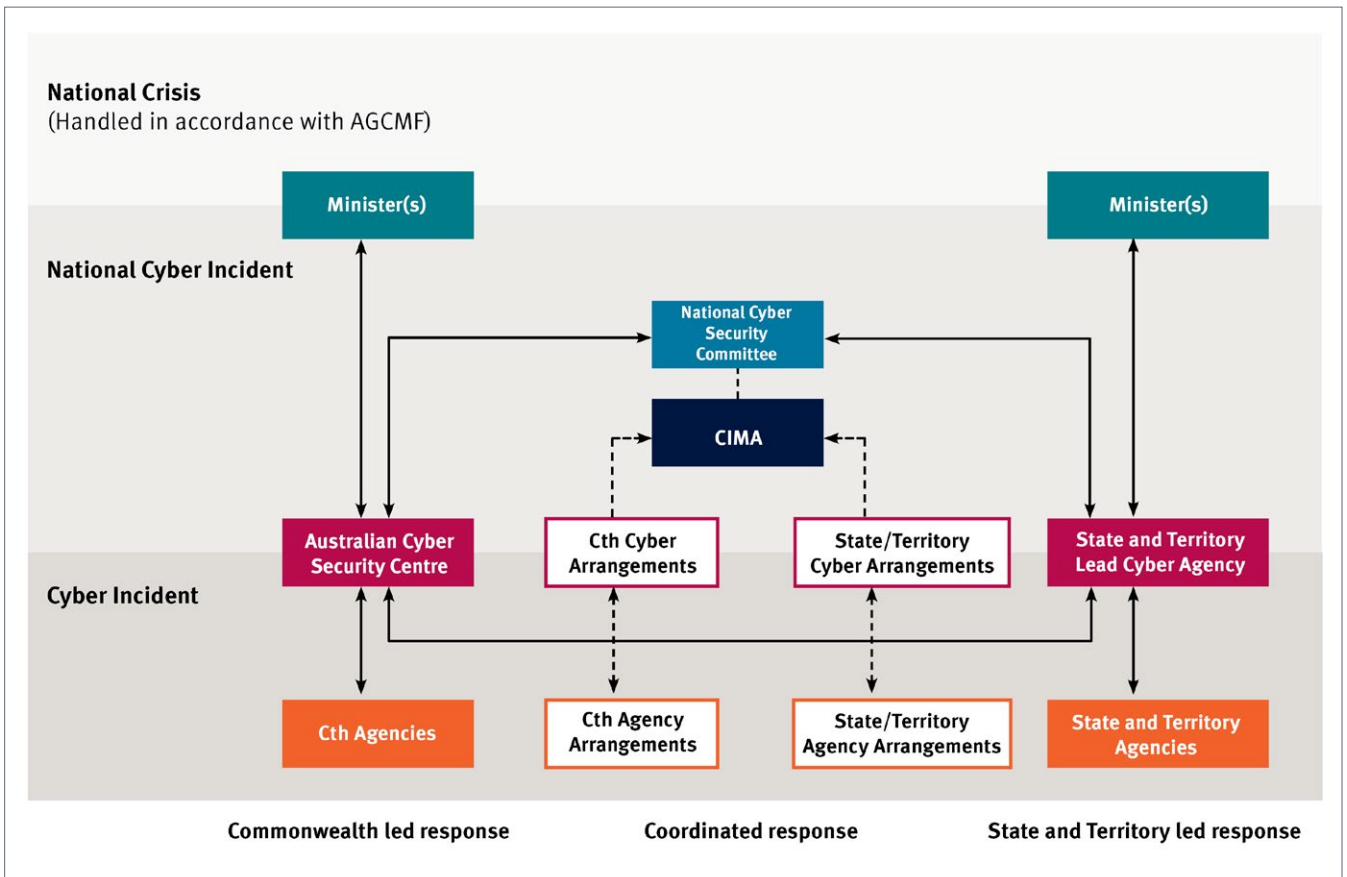 National Crisis
(Handled in accordance with AGCMF)
Minister(s)
Minister(s)
National Cyber Incident
National Cyber
Security
Committee
CIMA
Australian Cyber
Security Centre
Cth Cyber
Arrangements
State/Territory
Cyber Arrangements
State and Territory
Lead Cyber Agency
Cyber Incident
Cth Agencies
Cth Agency
Arrangements
State/Territory
Agency Arrangements
State and Territory
Agencies
Commonwealth led response
Coordinated response
State and Territory led response